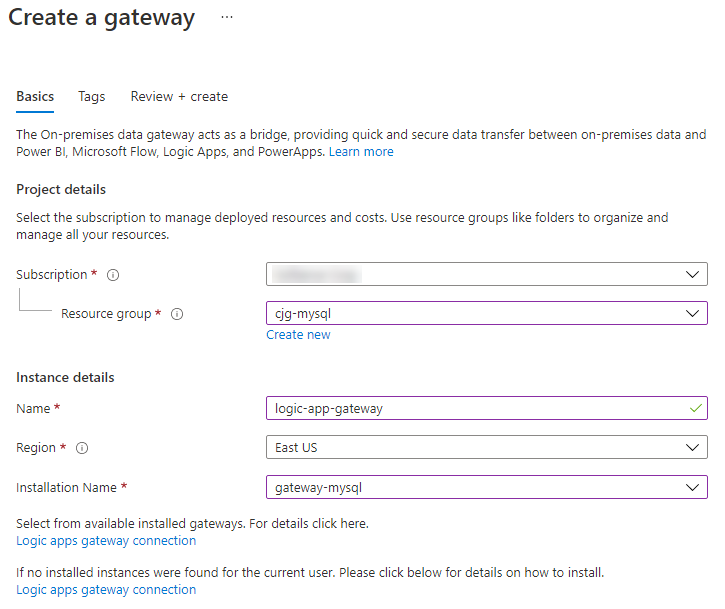 Create a gateway ...
Basics Tags Review + create
The On-premises data gateway acts as a bridge, providing quick and secure data transfer between on-premises data and
Power BI, Microsoft Flow, Logic Apps, and PowerApps. Learn more
Project details
Select the subscription to manage deployed resources and costs. Use resource groups like folders to organize and
manage all your resources.
Subscription *
Resource group * cjg-mysql
Create new
Instance details
Name * logic-app-gateway
Region * East US
Installation Name * gateway-mysql
Select from available installed gateways. For details click here.
Logic apps gateway connection
If no installed instances were found for the current user. Please click below for details on how to install.
Logic apps gateway connection